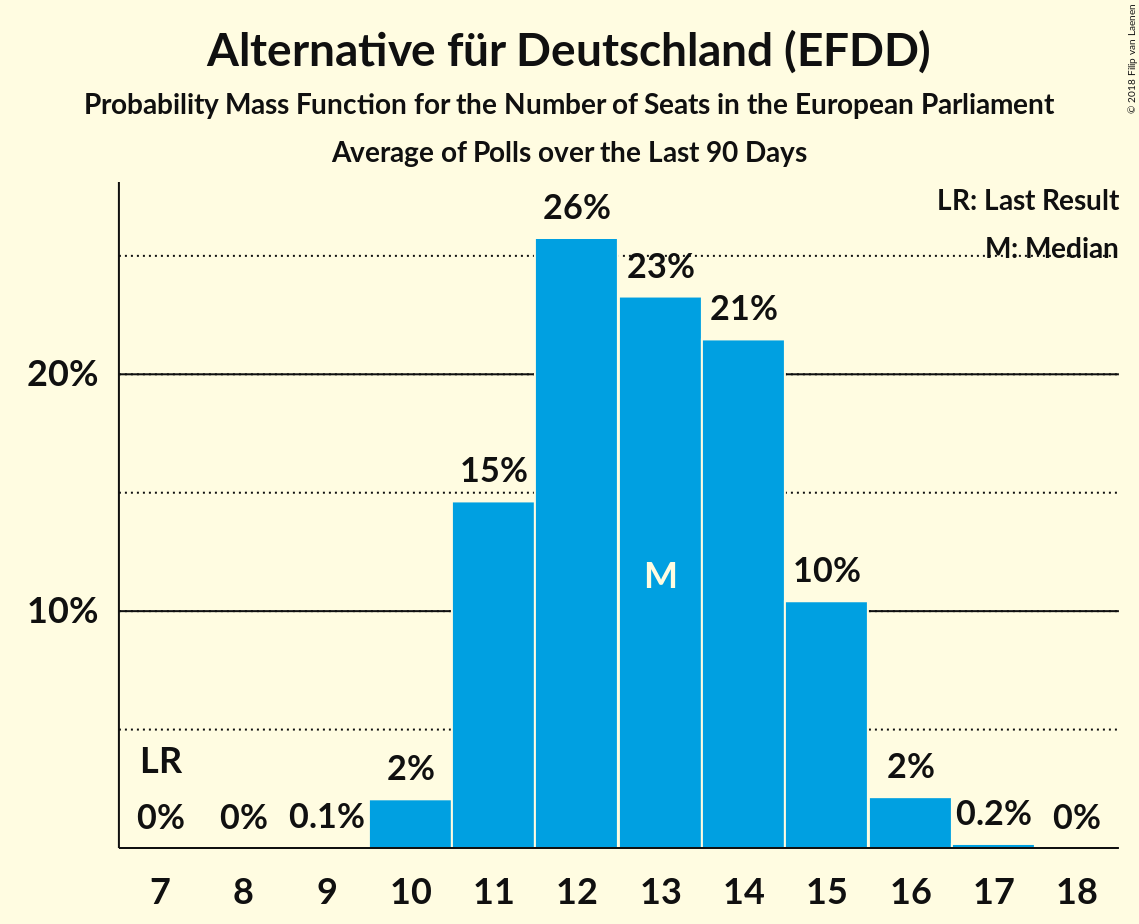 Alternative für Deutschland (EFDD)
Probability Mass Function for the Number of Seats in the European Parliament
Average of Polls over the Last 90 Days
© 2018 Filip van Laenen
LR: Last Result
M: Median
26%
23%
21%
20%
15%
10%
10%
M
LR
0%
0%
0.1%
2%
2%
0.2%
0%
7 8 9 10 11 12 13 14 15 16 17 18